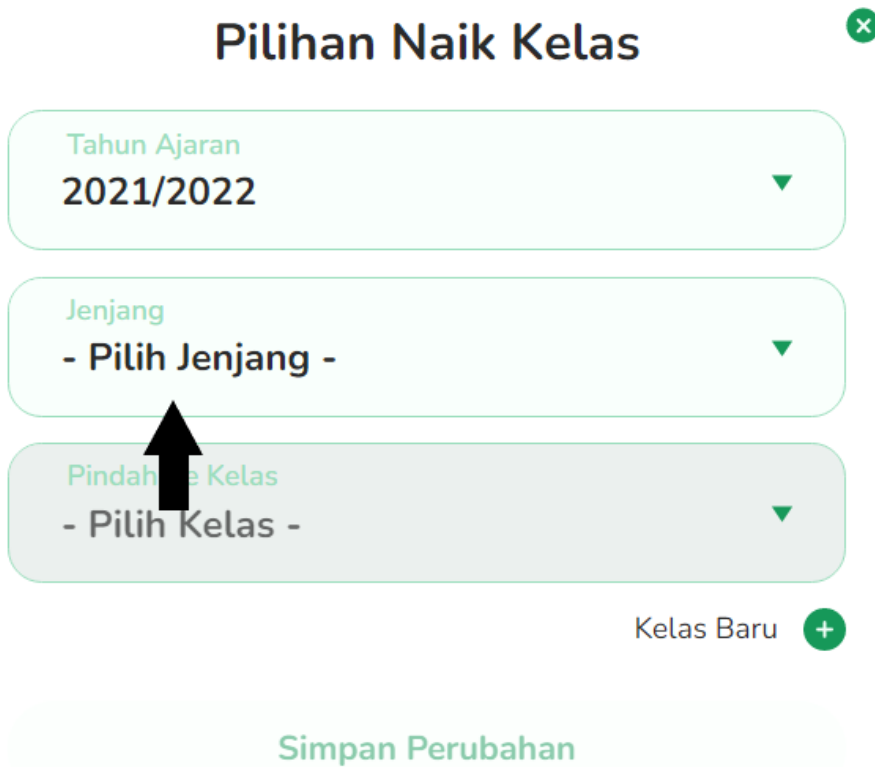 Pilihan Naik Kelas
Tahun Ajaran
2021/2022
Jenjang
- Pilih Jenjang -
Pindah Kelas
- Pilih Kelas -
Kelas Baru
Simpan Perubahan